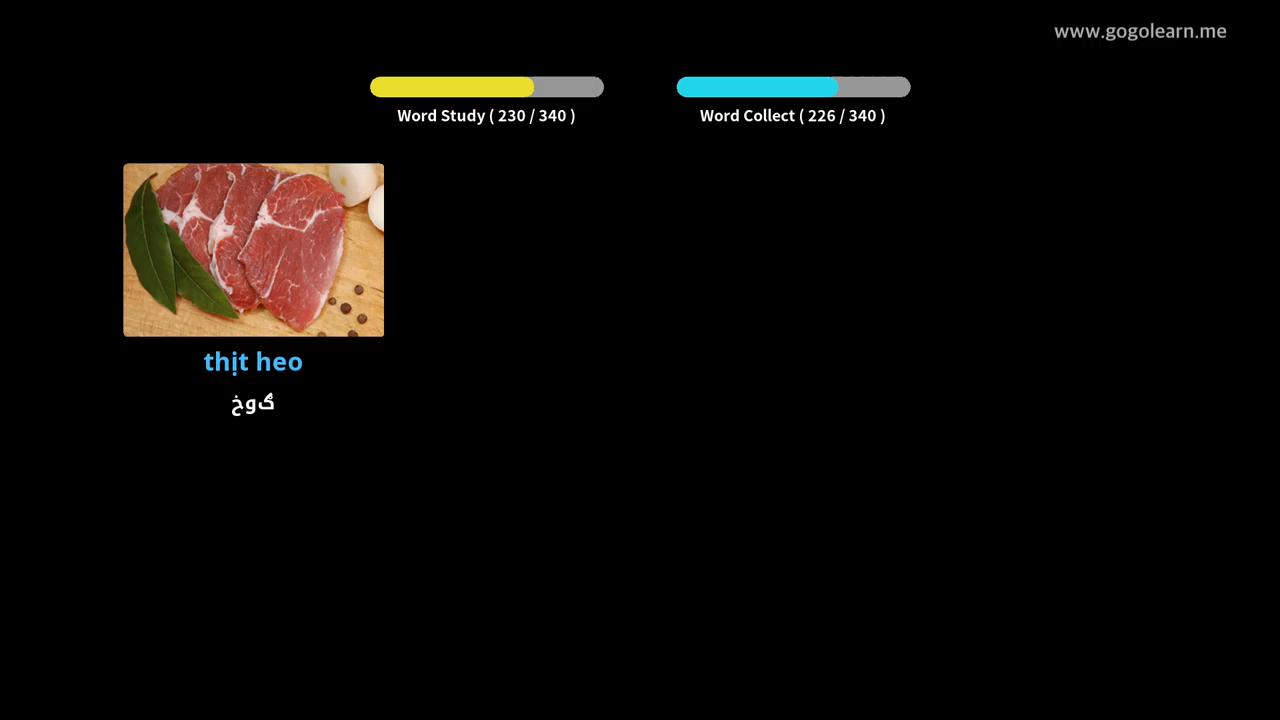 www.gogolearn.me
Word Study ( 230 / 340 )
Word Collect ( 226 / 340 )
thịt heo
گوخ